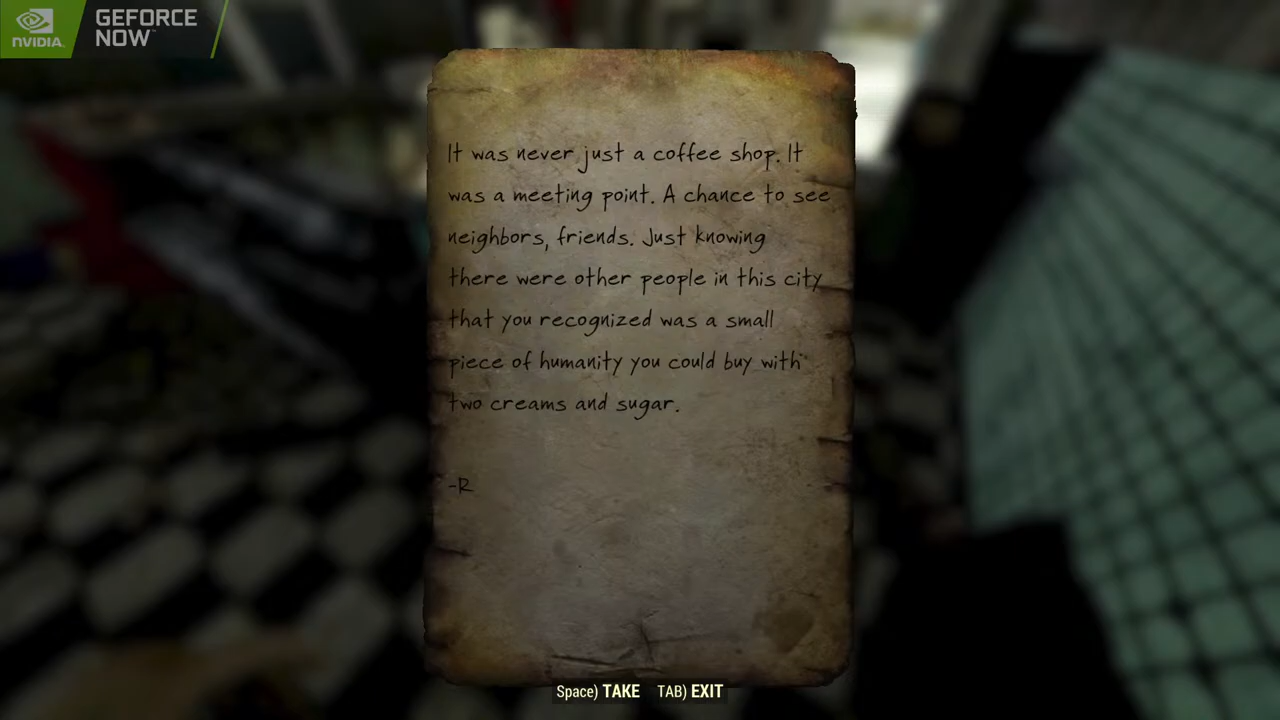 NVIDIA.
GEFORCE
NOW
It was never just a coffee shop. It
was a meeting point. A chance to see
neighbors, friends. Just knowing
there were other people in this city
that you recognized was a small
piece of humanity you could buy with
two creams and sugar.
-R
Space) TAKE TAB) EXIT